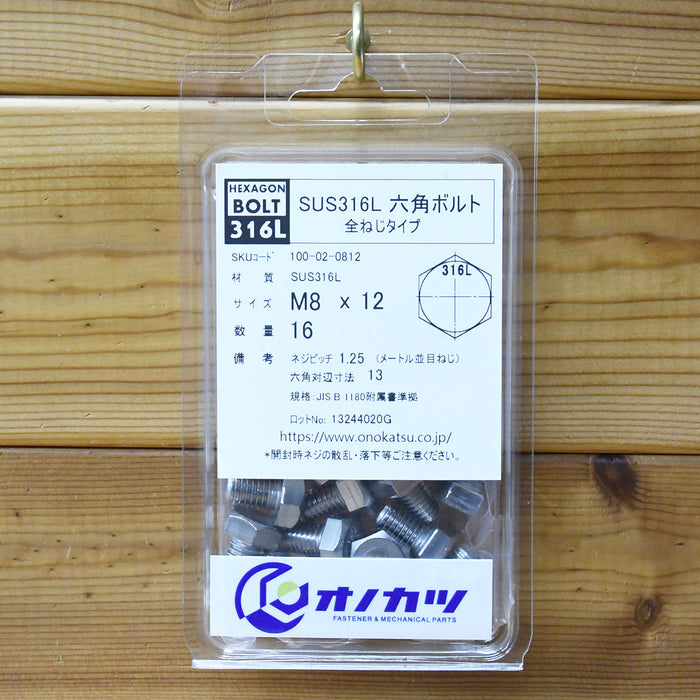 HEXAGON
BOLT
316L
SUS316L 六角ボルト
全ねじタイプ
SKUコード 100-02-0812
材質 SUS316L
サイズ M8 x 12
316L
数量 16
備考 ネジピッチ 1.25 (メートル並目ねじ)
六角対辺寸法 13
規格:JIS B 1180附属書準拠
ロットNo: 13244020G
https://www.onokatsu.co.jp/
*開封時ネジの散乱・落下等ご注意ください。
オノカツ
FASTENER & MECHANICAL PARTS